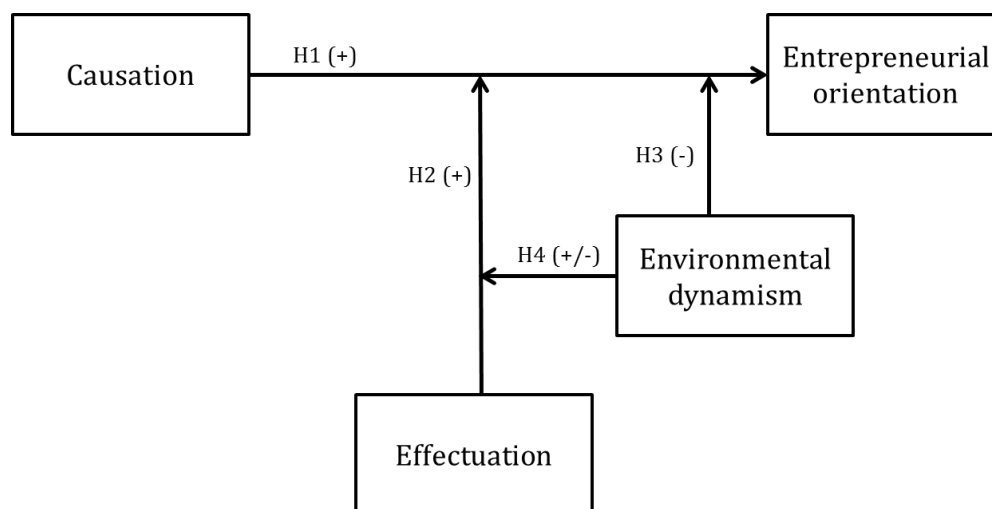 Causation
H1 (+)
Entrepreneurial
orientation
H2 (+)
H3 (-)
H4 (+/-)
Environmental
dynamism
Effectuation